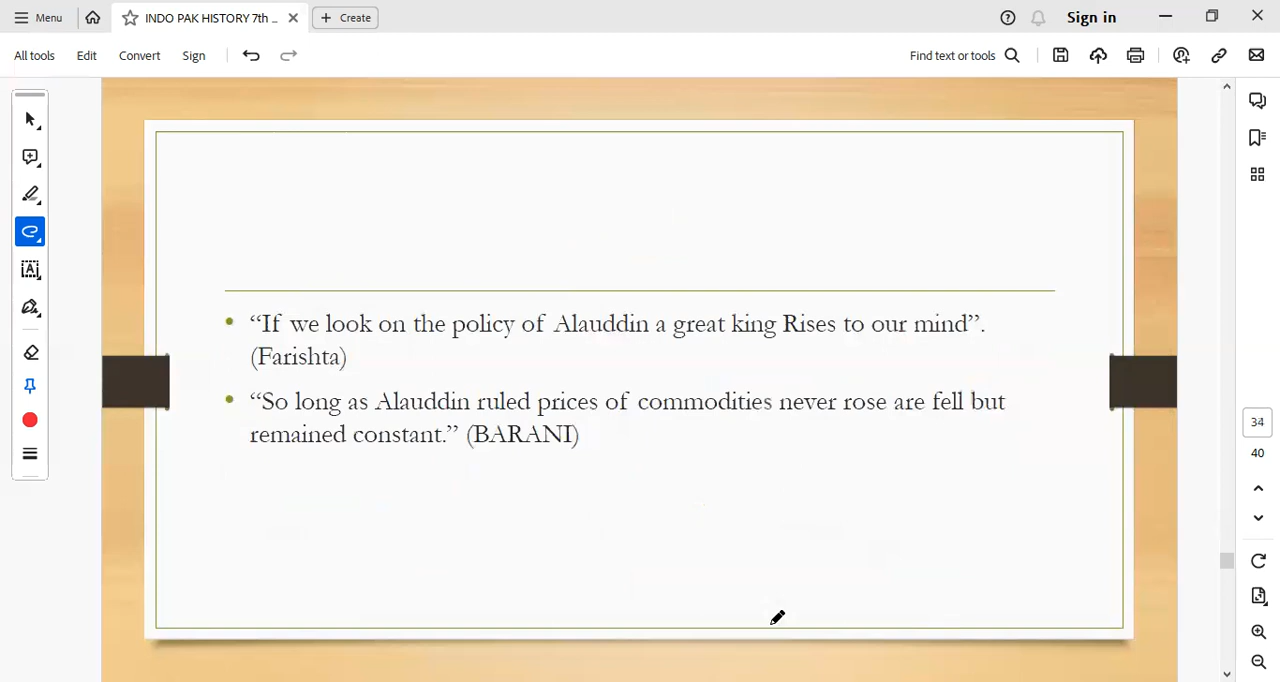 Menu
INDO PAK HISTORY 7th ...
Create
Sign in
All tools
Edit
Convert
Sign
Find text or tools
“If we look on the policy of Alauddin a great king Rises to our mind”.
(Farishta)
“So long as Alauddin ruled prices of commodities never rose are fell but
remained constant.” (BARANI)
34
40